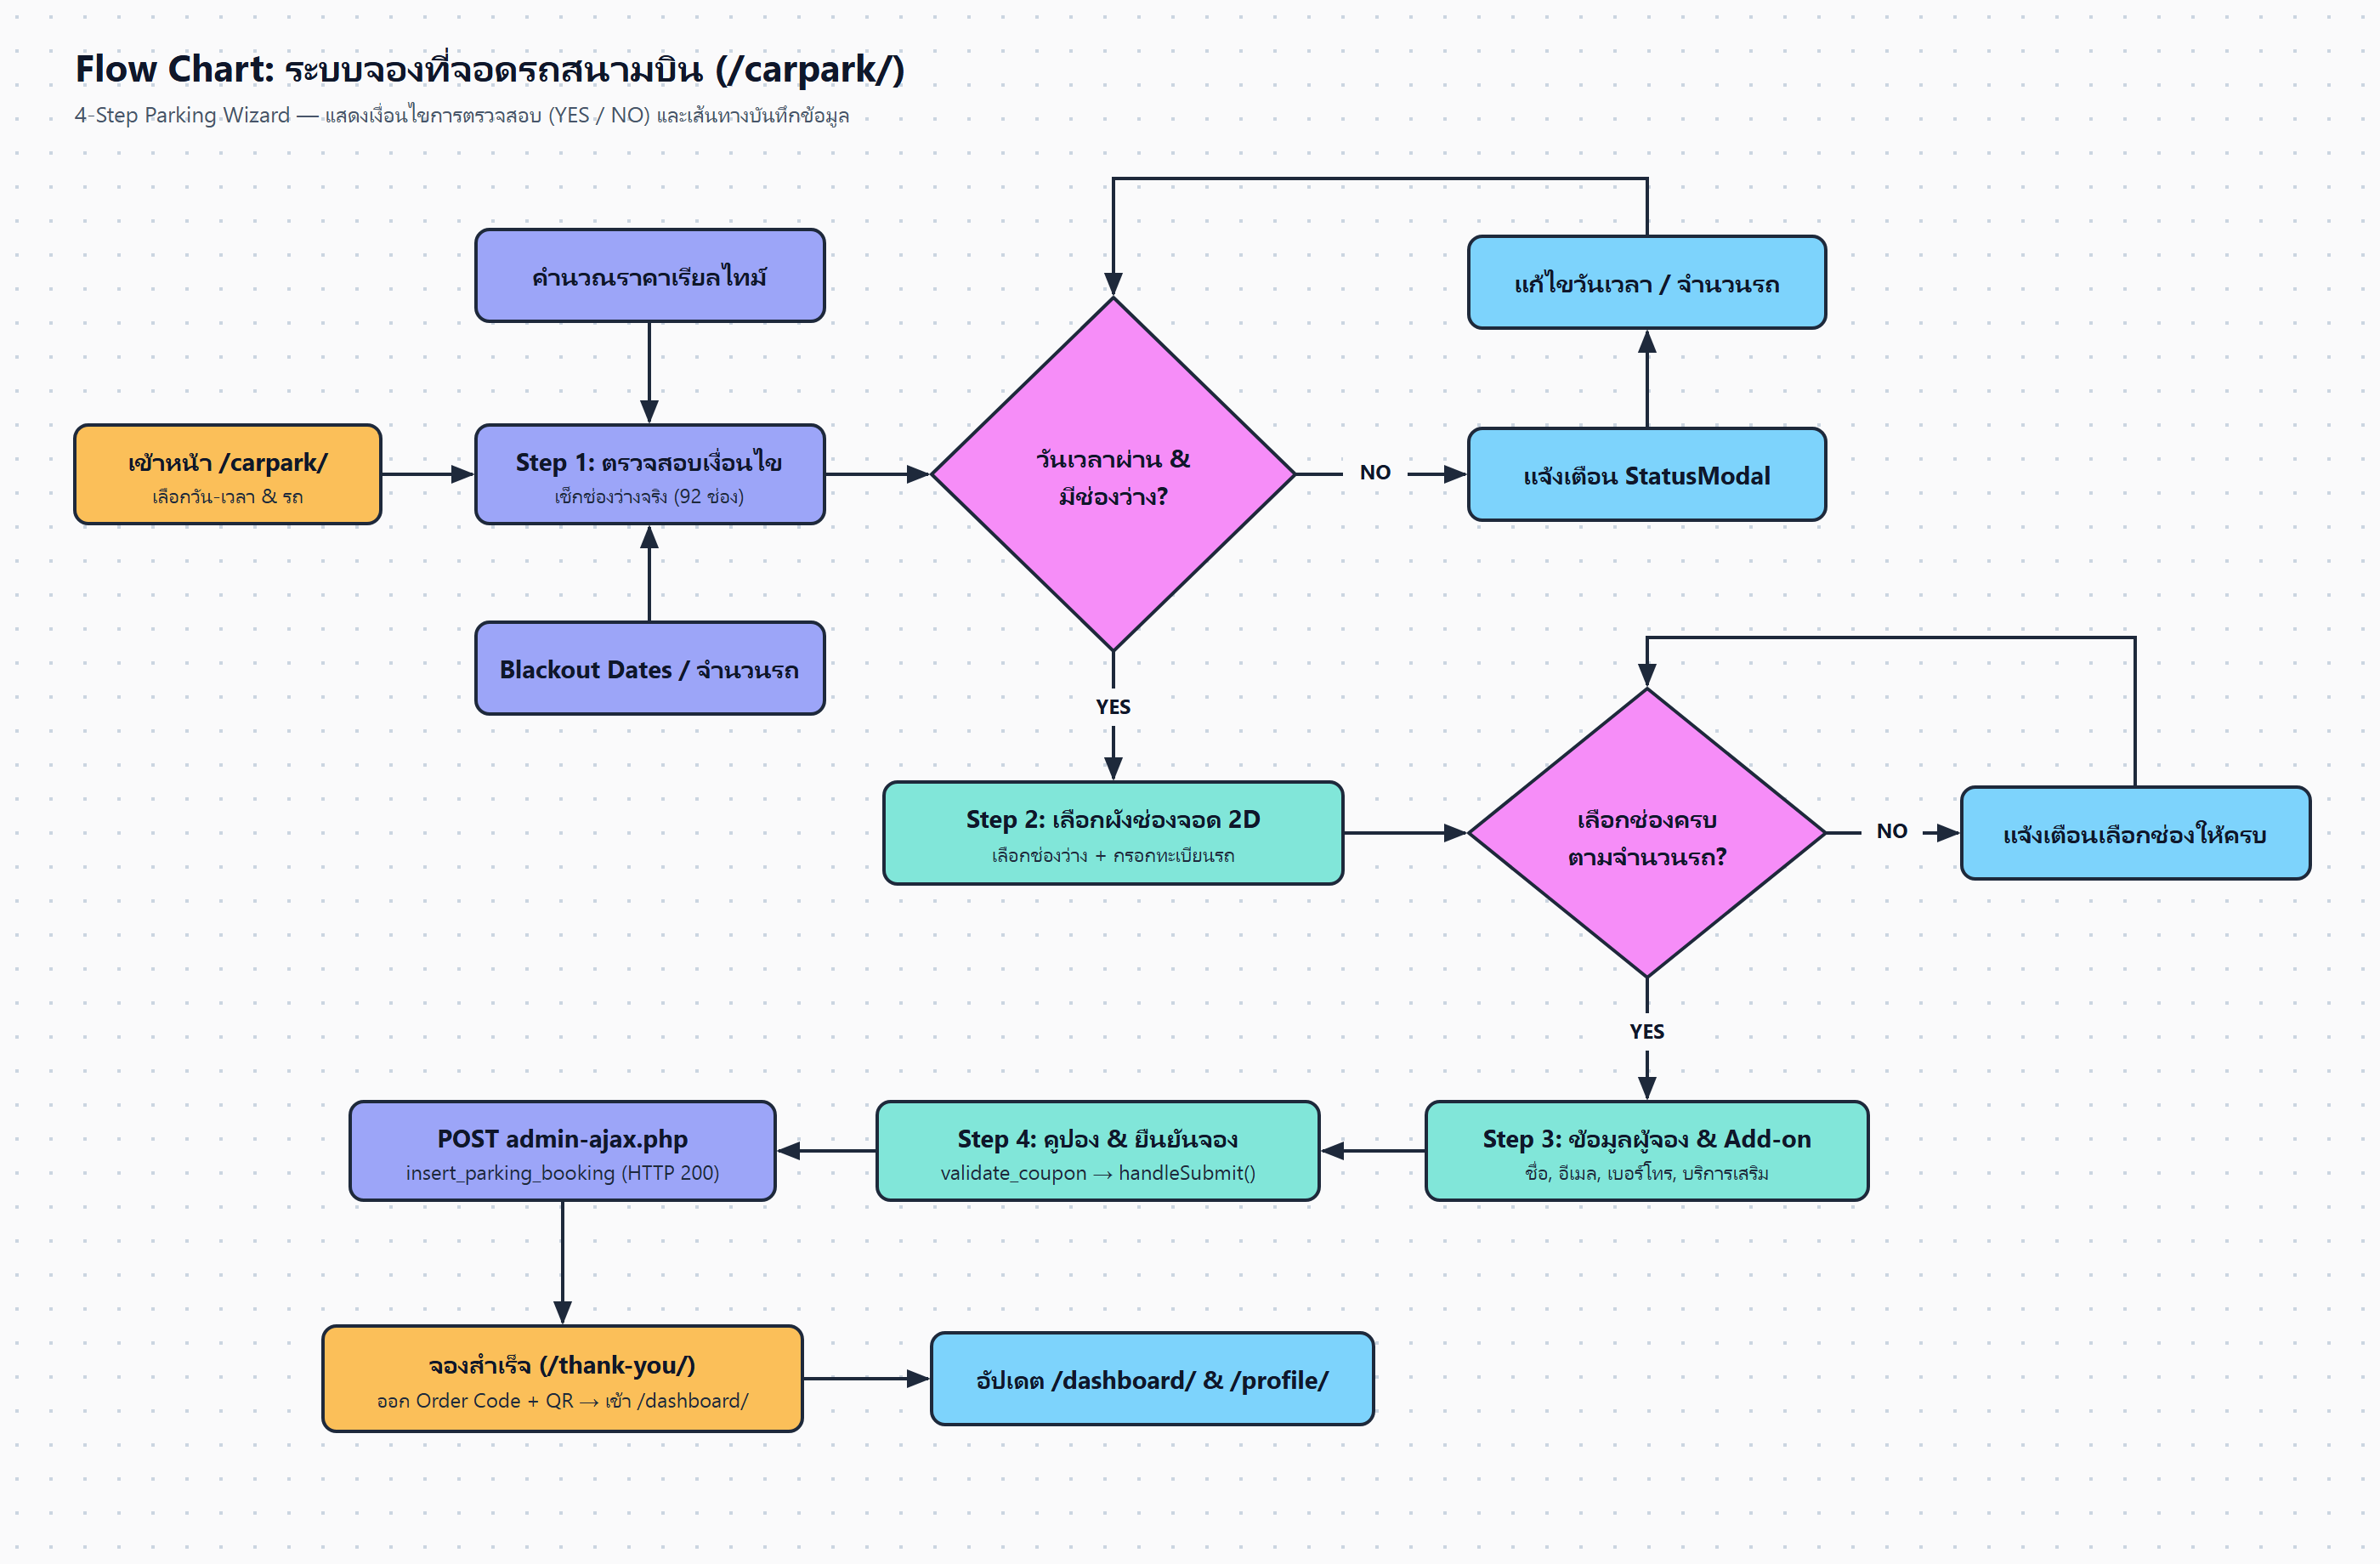 Flow Chart: ระบบจองที่จอดรถสนามบิน (/carpark/)
4-Step Parking Wizard — แสดงเงื่อนไขการตรวจสอบ (YES / NO) และเส้นทางบันทึกข้อมูล
คำนวณราคาเรียลไทม์
แก้ไขวันเวลา / จำนวนรถ
เข้าหน้า /carpark/
เลือกวัน-เวลา & รถ
Step 1: ตรวจสอบเงื่อนไข
เช็กช่องว่างจริง (92 ช่อง)
วันเวลาผ่าน &
มีช่องว่าง?
NO
แจ้งเตือน StatusModal
Blackout Dates / จำนวนรถ
YES
Step 2: เลือกผังช่องจอด 2D
เลือกช่องว่าง + กรอกทะเบียนรถ
เลือกช่องครบ
ตามจำนวนรถ?
NO
แจ้งเตือนเลือกช่องให้ครบ
YES
POST admin-ajax.php
insert_parking_booking (HTTP 200)
Step 4: คูปอง & ยืนยันจอง
validate_coupon → handleSubmit()
Step 3: ข้อมูลผู้จอง & Add-on
ชื่อ, อีเมล, เบอร์โทร, บริการเสริม
จองสำเร็จ (/thank-you/)
ออก Order Code + QR → เข้า /dashboard/
อัปเดต /dashboard/ & /profile/